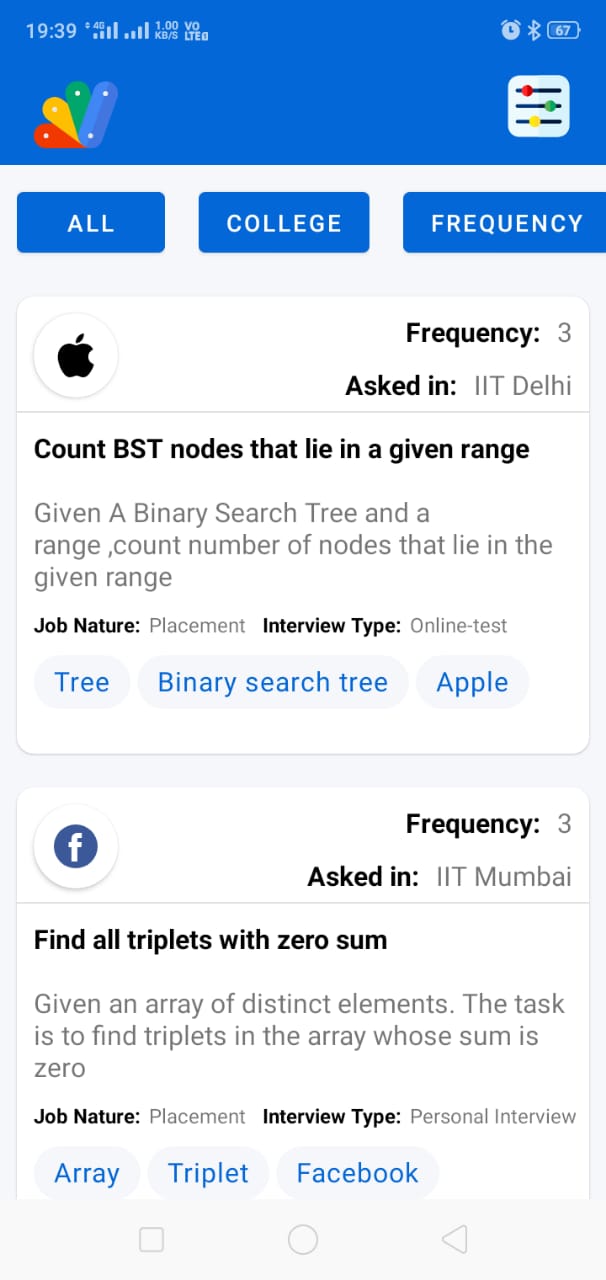 19:39 4G 1.00 KB/S VO LTE 67
ALL COLLEGE FREQUENCY
Frequency: 3
Asked in: IIT Delhi
Count BST nodes that lie in a given range
Given A Binary Search Tree and a
range ,count number of nodes that lie in the
given range
Job Nature: Placement Interview Type: Online-test
Tree Binary search tree Apple
Frequency: 3
Asked in: IIT Mumbai
Find all triplets with zero sum
Given an array of distinct elements. The task
is to find triplets in the array whose sum is
zero
Job Nature: Placement Interview Type: Personal Interview
Array Triplet Facebook